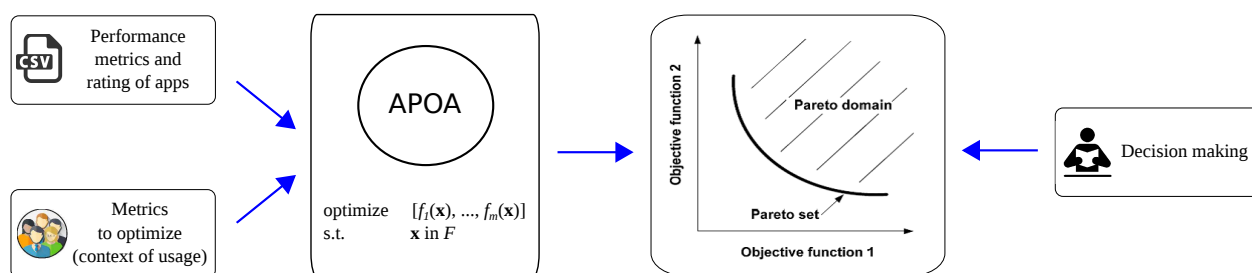 CSV
Performance
metrics and
rating of apps
Metrics
to optimize
(context of usage)
APOA
optimize [f1(x), ..., fm(x)]
s.t. x in F
Objective function 2
Pareto domain
Pareto set
Objective function 1
Decision making